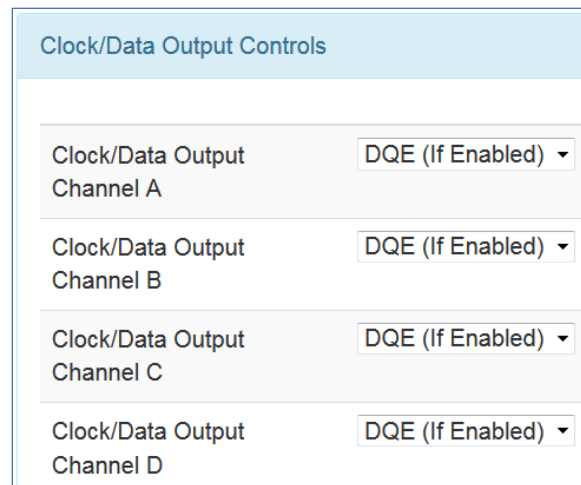 Clock/Data Output Controls
Clock/Data Output
Channel A
DQE (If Enabled)
Clock/Data Output
Channel B
DQE (If Enabled)
Clock/Data Output
Channel C
DQE (If Enabled)
Clock/Data Output
Channel D
DQE (If Enabled)